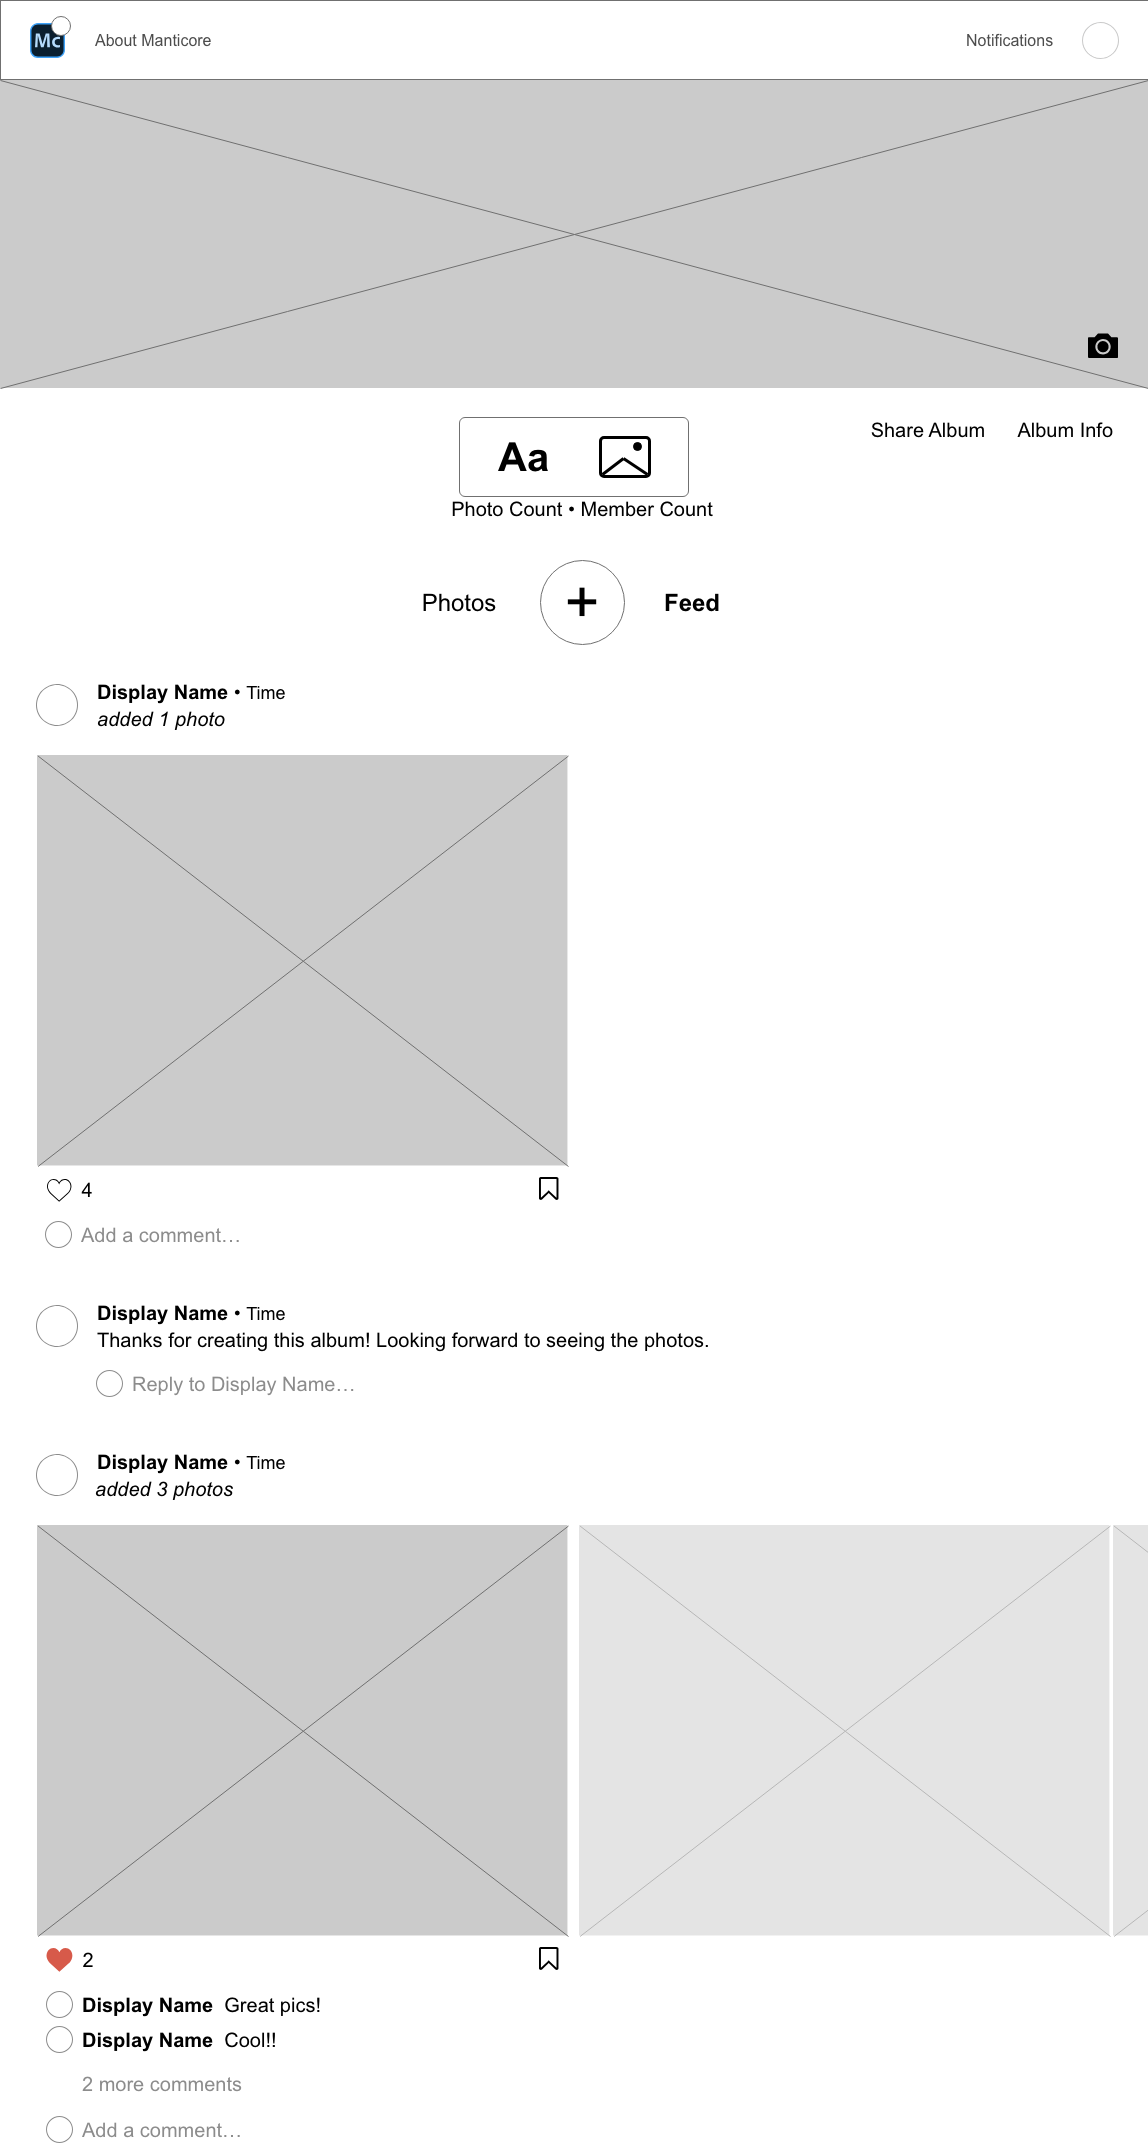 Mc About Manticore Notifications
Share Album Album Info
Aa
Photo Count • Member Count
Photos + Feed
Display Name • Time
added 1 photo
4
Add a comment…
Display Name • Time
Thanks for creating this album! Looking forward to seeing the photos.
Reply to Display Name…
Display Name • Time
added 3 photos
2
Display Name Great pics!
Display Name Cool!!
2 more comments
Add a comment…